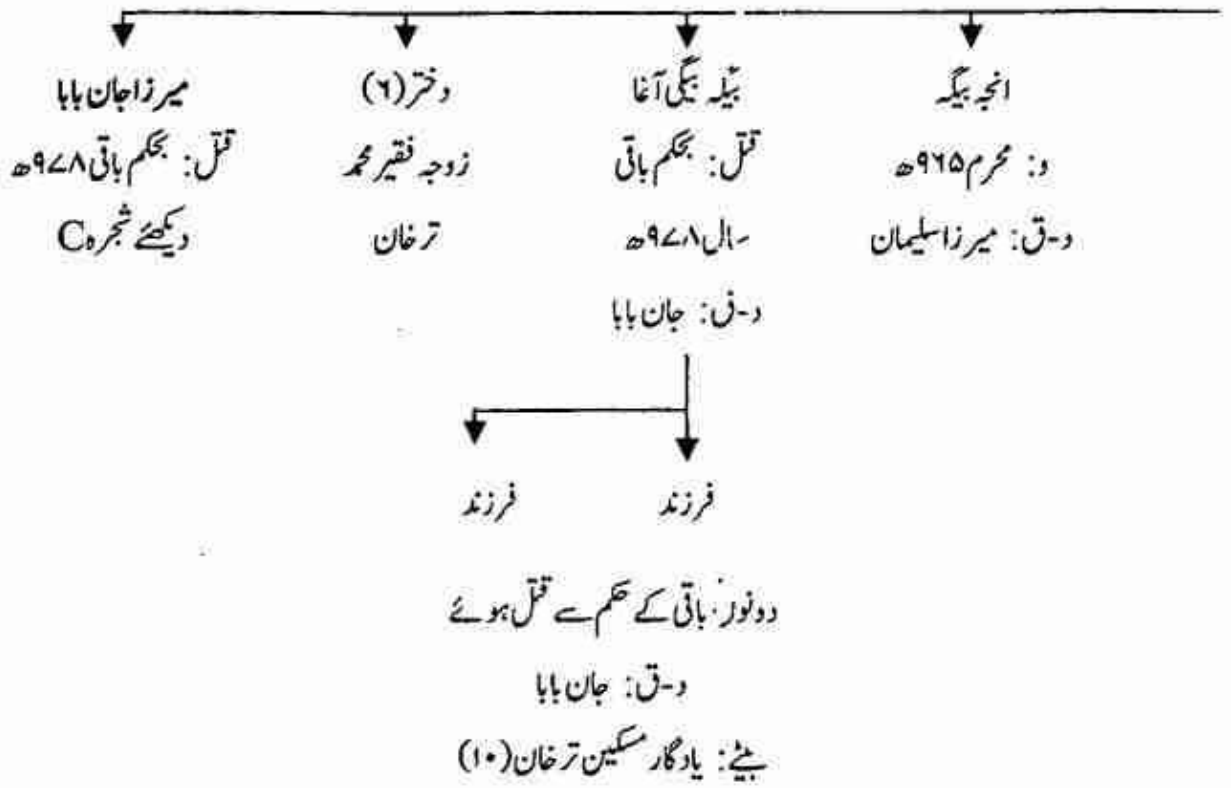 انجہ بیگہ
و: محرم ۹۶۵ھ
د-ق: میرزا سلیمان
بیگہ بیگی آغا
قتل: بحکم باقی
سال ۹۷۸ھ
د-ف: جان بابا
دختر (۶)
زوجہ فقیر محمد
ترخان
میرزا جان بابا
قتل: بحکم باقی ۹۷۸ھ
دیکھئے شجرہ C
فرزند
فرزند
دونوں باقی کے حکم سے قتل ہوئے
د-ق: جان بابا
بیٹے: یادگار مسکین ترخان (۱۰)